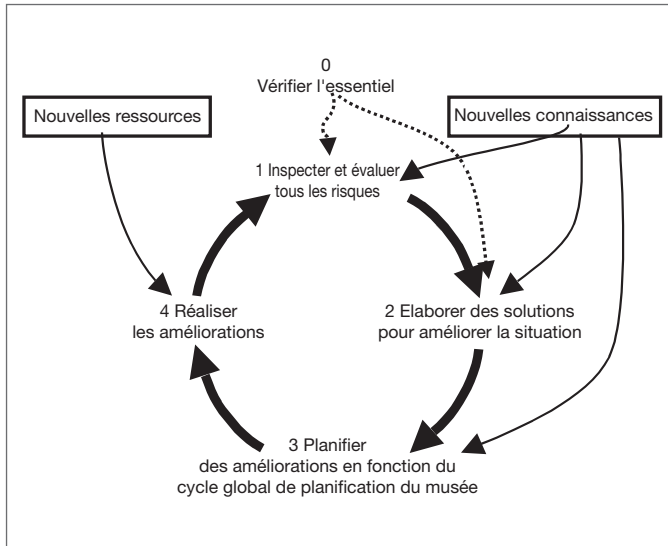 0
Vérifier l'essentiel
Nouvelles ressources
Nouvelles connaissances
1 Inspecter et évaluer
tous les risques
2 Elaborer des solutions
pour améliorer la situation
3 Planifier
des améliorations en fonction du
cycle global de planification du musée
4 Réaliser
les améliorations